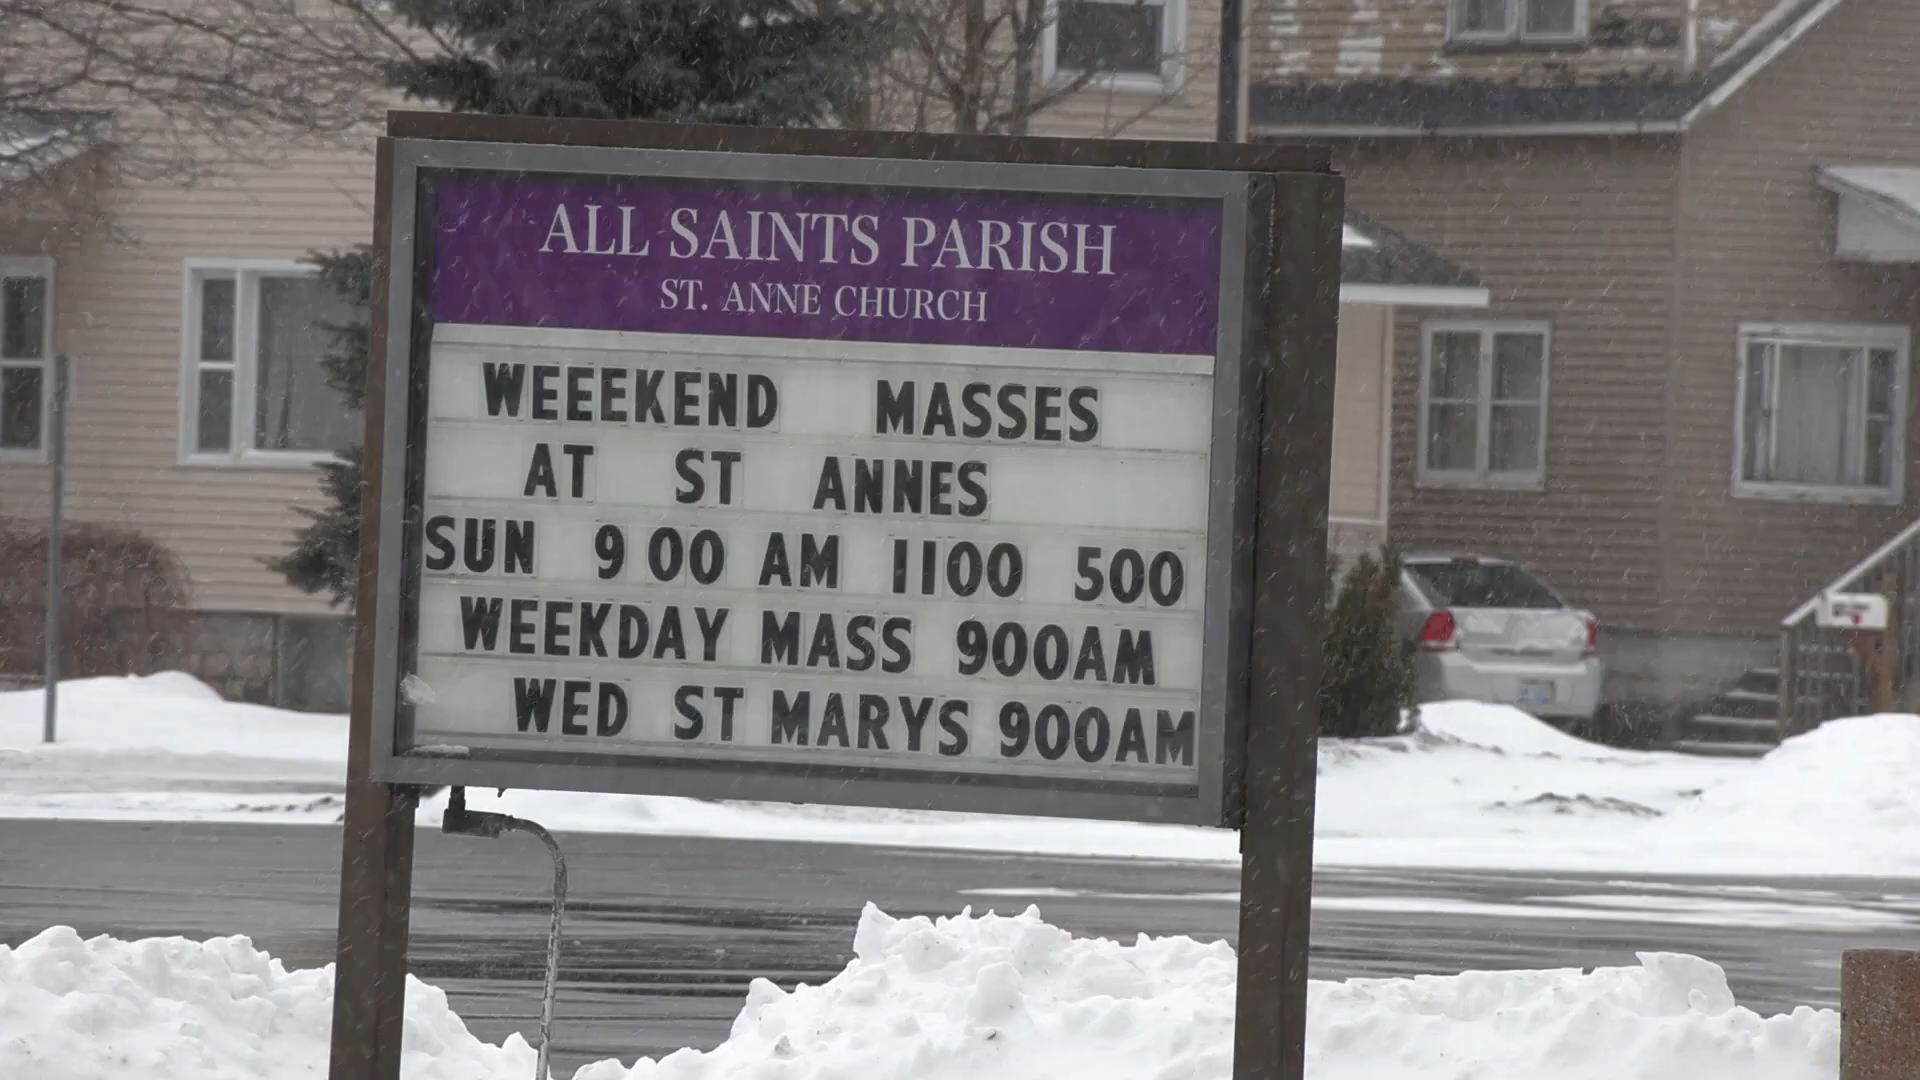 ALL SAINTS PARISH
ST. ANNE CHURCH
WEEEKEND MASSES
AT ST ANNES
SUN 9 00 AM 1100 500
WEEKDAY MASS 900AM
WED ST MARYS 900AM